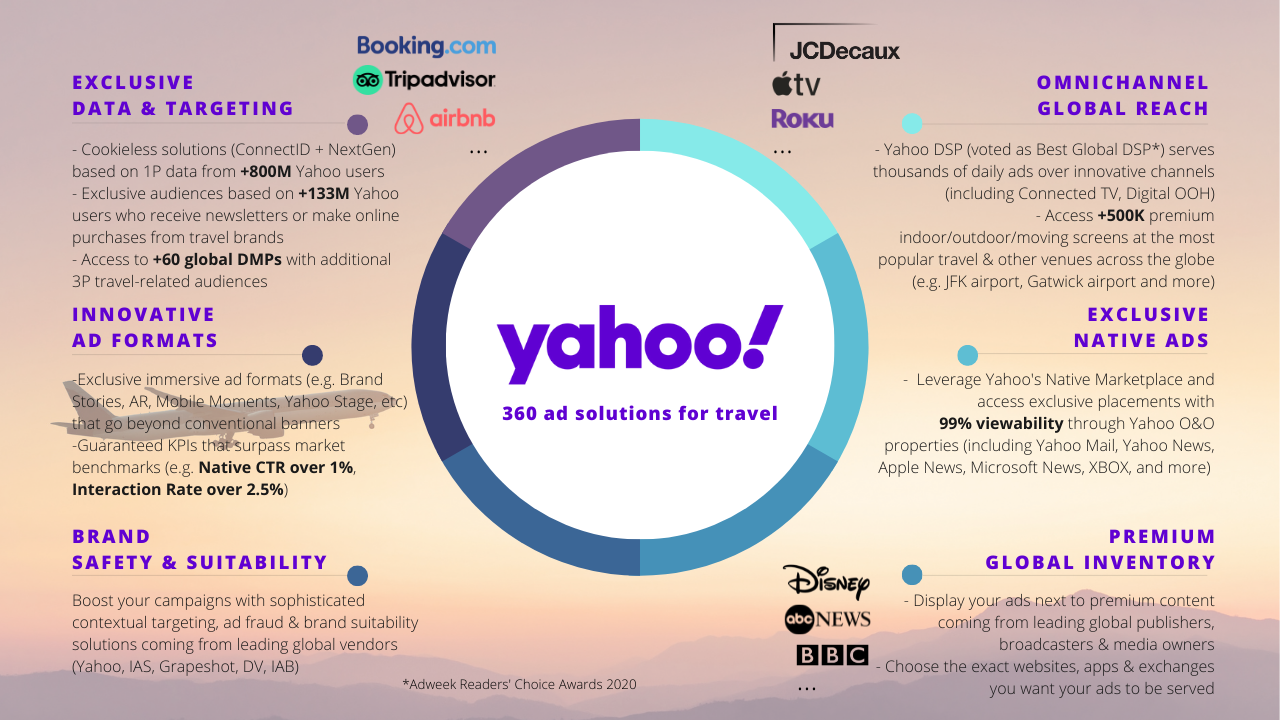 EXCLUSIVE
DATA & TARGETING
- Cookieless solutions (ConnectID + NextGen)
based on 1P data from +800M Yahoo users
- Exclusive audiences based on +133M Yahoo
users who receive newsletters or make online
purchases from travel brands
- Access to +60 global DMPs with additional
3P travel-related audiences
INNOVATIVE
AD FORMATS
-Exclusive immersive ad formats (e.g. Brand
Stories, AR, Mobile Moments, Yahoo Stage, etc)
that go beyond conventional banners
-Guaranteed KPIs that surpass market
benchmarks (e.g. Native CTR over 1%,
Interaction Rate over 2.5%)
BRAND
SAFETY & SUITABILITY
Boost your campaigns with sophisticated
contextual targeting, ad fraud & brand suitability
solutions coming from leading global vendors
(Yahoo, IAS, Grapeshot, DV, IAB)
Booking.com
Tripadvisor
airbnb
...
yahoo!
360 ad solutions for travel
*Adweek Readers' Choice Awards 2020
JCDecaux
tv
Roku
...
OMNICHANNEL
GLOBAL REACH
- Yahoo DSP (voted as Best Global DSP*) serves
thousands of daily ads over innovative channels
(including Connected TV, Digital OOH)
- Access +500K premium
indoor/outdoor/moving screens at the most
popular travel & other venues across the globe
(e.g. JFK airport, Gatwick airport and more)
EXCLUSIVE
NATIVE ADS
- Leverage Yahoo's Native Marketplace and
access exclusive placements with
99% viewability through Yahoo O&O
properties (including Yahoo Mail, Yahoo News,
Apple News, Microsoft News, XBOX, and more)
PREMIUM
GLOBAL INVENTORY
- Display your ads next to premium content
coming from leading global publishers,
broadcasters & media owners
- Choose the exact websites, apps & exchanges
you want your ads to be served
Disney
abc NEWS
BBC
...